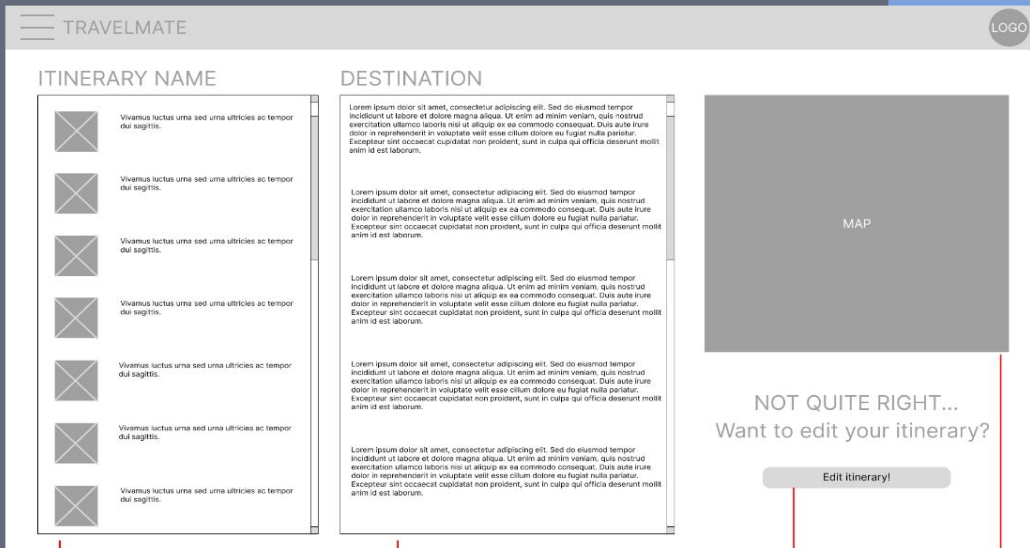 TRAVELMATE
LOGO
ITINERARY NAME
Vivamus luctus urna sed urna ultricies ac tempor
dui sagittis.
Vivamus luctus urna sed urna ultricies ac tempor
dui sagittis.
Vivamus luctus urna sed urna ultricies ac tempor
dui sagittis.
Vivamus luctus urna sed urna ultricies ac tempor
dui sagittis.
Vivamus luctus urna sed urna ultricies ac tempor
dui sagittis.
Vivamus luctus urna sed urna ultricies ac tempor
dui sagittis.
Vivamus luctus urna sed urna ultricies ac tempor
dui sagittis.
DESTINATION
Lorem ipsum dolor sit amet, consectetur adipiscing elit. Sed do eiusmod tempor
incididunt ut labore et dolore magna aliqua. Ut enim ad minim veniam, quis nostrud
exercitation ullamco laboris nisi ut aliquip ex ea commodo consequat. Duis aute irure
dolor in reprehenderit in voluptate velit esse cillum dolore eu fugiat nulla pariatur.
Excepteur sint occaecat cupidatat non proident, sunt in culpa qui officia deserunt mollit
anim id est laborum.
Lorem ipsum dolor sit amet, consectetur adipiscing elit. Sed do eiusmod tempor
incididunt ut labore et dolore magna aliqua. Ut enim ad minim veniam, quis nostrud
exercitation ullamco laboris nisi ut aliquip ex ea commodo consequat. Duis aute irure
dolor in reprehenderit in voluptate velit esse cillum dolore eu fugiat nulla pariatur.
Excepteur sint occaecat cupidatat non proident, sunt in culpa qui officia deserunt mollit
anim id est laborum.
Lorem ipsum dolor sit amet, consectetur adipiscing elit. Sed do eiusmod tempor
incididunt ut labore et dolore magna aliqua. Ut enim ad minim veniam, quis nostrud
exercitation ullamco laboris nisi ut aliquip ex ea commodo consequat. Duis aute irure
dolor in reprehenderit in voluptate velit esse cillum dolore eu fugiat nulla pariatur.
Excepteur sint occaecat cupidatat non proident, sunt in culpa qui officia deserunt mollit
anim id est laborum.
Lorem ipsum dolor sit amet, consectetur adipiscing elit. Sed do eiusmod tempor
incididunt ut labore et dolore magna aliqua. Ut enim ad minim veniam, quis nostrud
exercitation ullamco laboris nisi ut aliquip ex ea commodo consequat. Duis aute irure
dolor in reprehenderit in voluptate velit esse cillum dolore eu fugiat nulla pariatur.
Excepteur sint occaecat cupidatat non proident, sunt in culpa qui officia deserunt mollit
anim id est laborum.
Lorem ipsum dolor sit amet, consectetur adipiscing elit. Sed do eiusmod tempor
incididunt ut labore et dolore magna aliqua. Ut enim ad minim veniam, quis nostrud
exercitation ullamco laboris nisi ut aliquip ex ea commodo consequat. Duis aute irure
dolor in reprehenderit in voluptate velit esse cillum dolore eu fugiat nulla pariatur.
Excepteur sint occaecat cupidatat non proident, sunt in culpa qui officia deserunt mollit
anim id est laborum.
MAP
NOT QUITE RIGHT...
Want to edit your itinerary?
Edit itinerary!